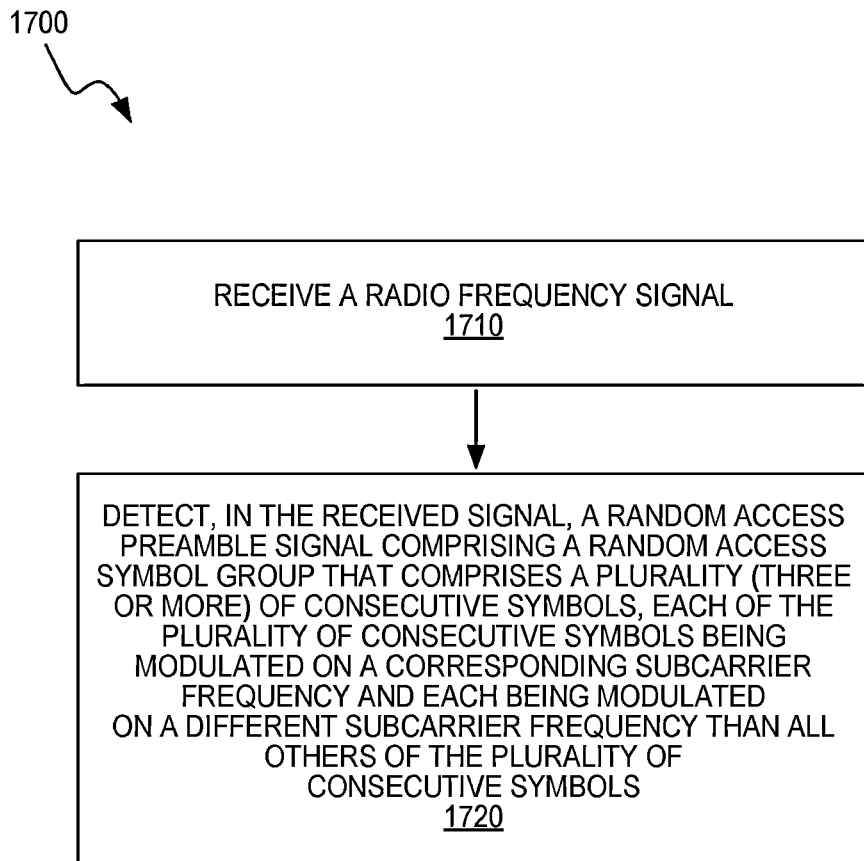 1700
RECEIVE A RADIO FREQUENCY SIGNAL
1710
DETECT, IN THE RECEIVED SIGNAL, A RANDOM ACCESS
PREAMBLE SIGNAL COMPRISING A RANDOM ACCESS
SYMBOL GROUP THAT COMPRISES A PLURALITY (THREE
OR MORE) OF CONSECUTIVE SYMBOLS, EACH OF THE
PLURALITY OF CONSECUTIVE SYMBOLS BEING
MODULATED ON A CORRESPONDING SUBCARRIER
FREQUENCY AND EACH BEING MODULATED
ON A DIFFERENT SUBCARRIER FREQUENCY THAN ALL
OTHERS OF THE PLURALITY OF
CONSECUTIVE SYMBOLS
1720